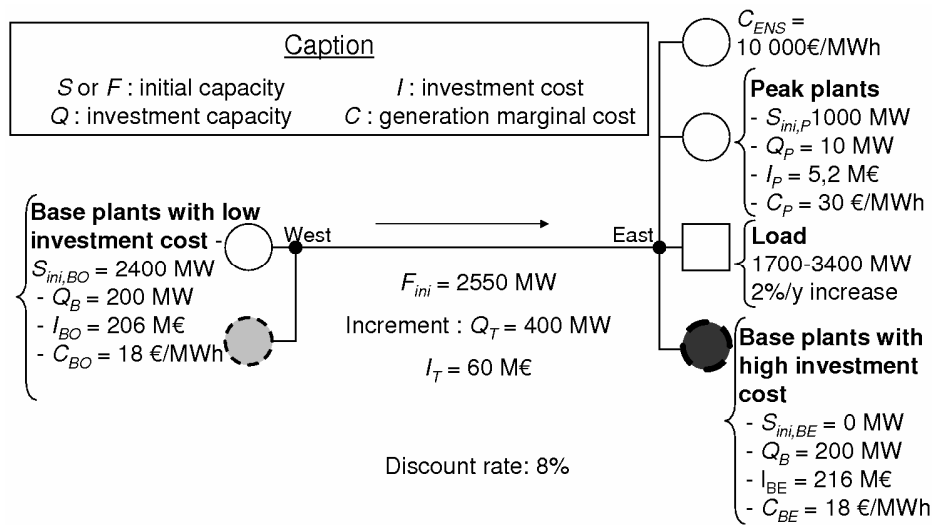 Caption
S or F : initial capacity I : investment cost
Q : investment capacity C : generation marginal cost
C_ENS =
10 000€/MWh
Peak plants
- S_ini,P 1000 MW
- Q_P = 10 MW
- I_P = 5,2 M€
- C_P = 30 €/MWh
Base plants with low
investment cost -
S_ini,BO = 2400 MW
- Q_B = 200 MW
- I_BO = 206 M€
- C_BO = 18 €/MWh
West
East
F_ini = 2550 MW
Increment : Q_T = 400 MW
I_T = 60 M€
Load
1700-3400 MW
2%/y increase
Base plants with
high investment
cost
- S_ini,BE = 0 MW
- Q_B = 200 MW
- I_BE = 216 M€
- C_BE = 18 €/MWh
Discount rate: 8%